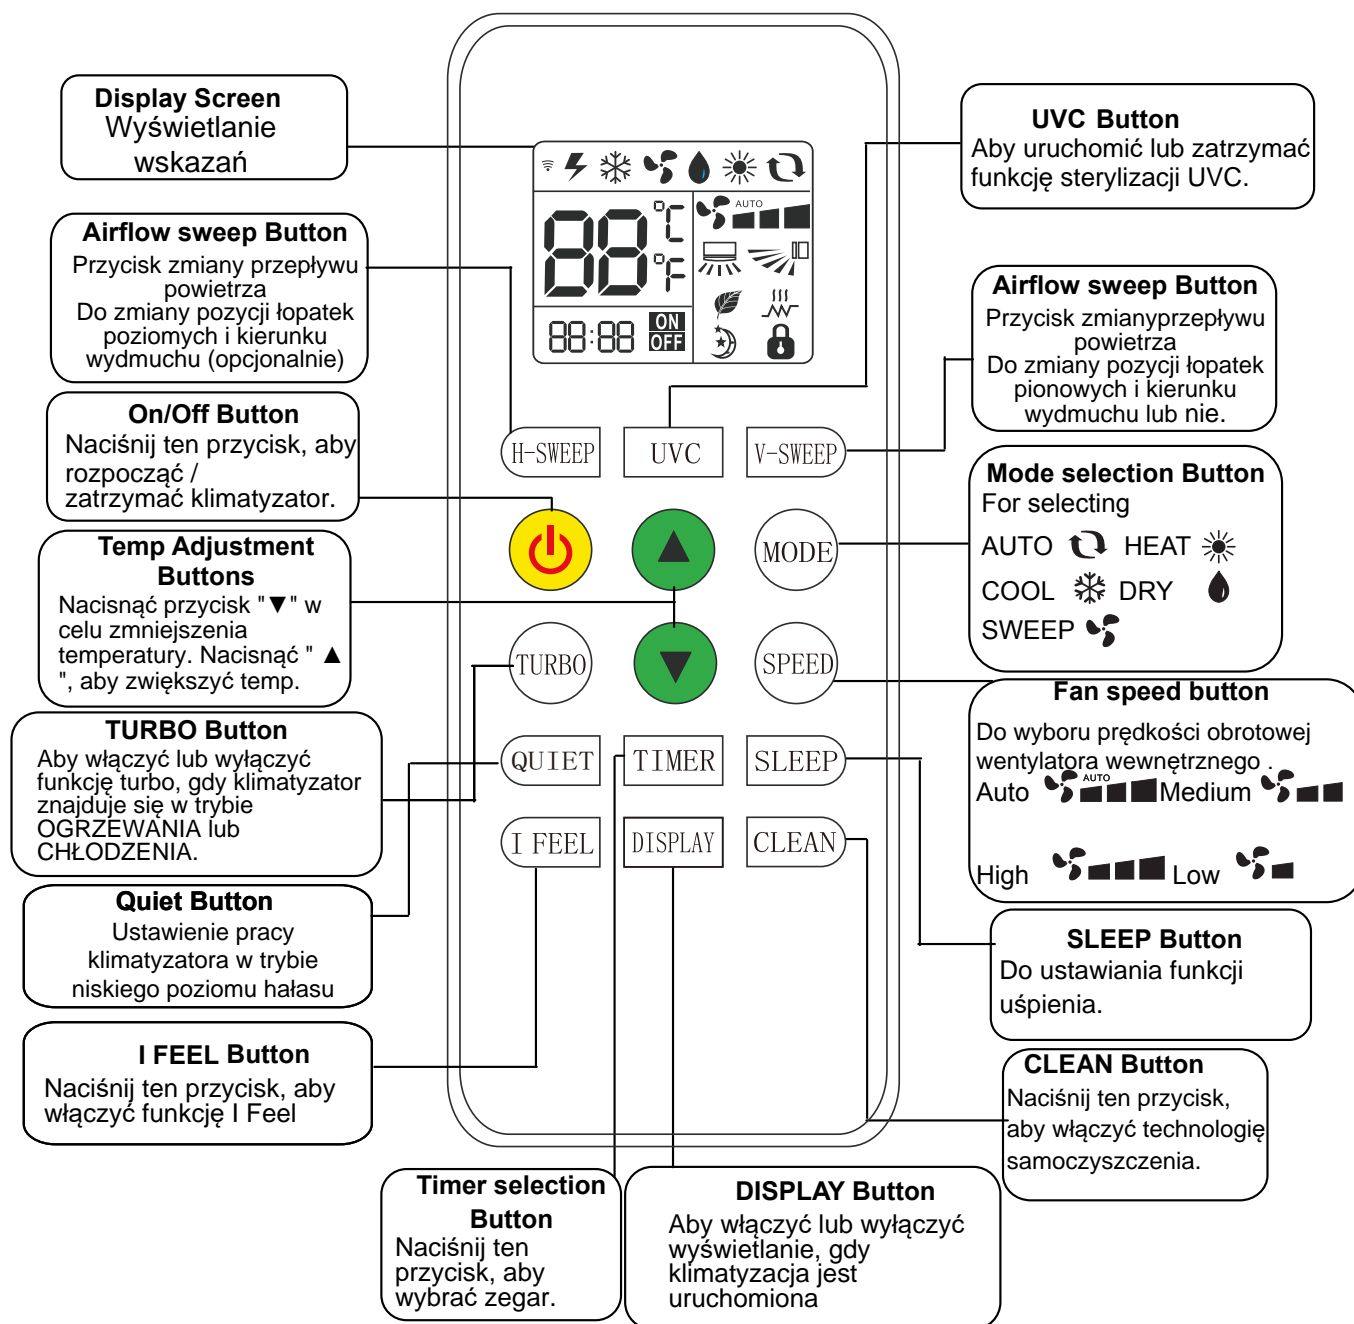 Display Screen
Wyświetlanie
wskazań
Airflow sweep Button
Przycisk zmiany przepływu
powietrza
Do zmiany pozycji łopatek
poziomych i kierunku
wydmuchu (opcjonalnie)
On/Off Button
Naciśnij ten przycisk, aby
rozpocząć /
zatrzymać klimatyzator.
Temp Adjustment
Buttons
Nacisnąć przycisk "▼" w
celu zmniejszenia
temperatury. Nacisnąć " ▲
", aby zwiększyć temp.
TURBO Button
Aby włączyć lub wyłączyć
funkcję turbo, gdy klimatyzator
znajduje się w trybie
OGRZEWANIA lub
CHŁODZENIA.
Quiet Button
Ustawienie pracy
klimatyzatora w trybie
niskiego poziomu hałasu
I FEEL Button
Naciśnij ten przycisk, aby
włączyć funkcję I Feel
AUTO
88 °C
°F
88:88 ON
OFF
H-SWEEP UVC V-SWEEP
▲ MODE
TURBO ▼ SPEED
QUIET TIMER SLEEP
I FEEL DISPLAY CLEAN
UVC Button
Aby uruchomić lub zatrzymać
funkcję sterylizacji UVC.
Airflow sweep Button
Przycisk zmianyprzepływu
powietrza
Do zmiany pozycji łopatek
pionowych i kierunku
wydmuchu lub nie.
Mode selection Button
For selecting
AUTO HEAT
COOL DRY
SWEEP
Fan speed button
Do wyboru prędkości obrotowej
wentylatora wewnętrznego .
Auto AUTO Medium
High Low
SLEEP Button
Do ustawiania funkcji
uśpienia.
CLEAN Button
Naciśnij ten przycisk,
aby włączyć technologię
samoczyszczenia.
Timer selection
Button
Naciśnij ten
przycisk, aby
wybrać zegar.
DISPLAY Button
Aby włączyć lub wyłączyć
wyświetlanie, gdy
klimatyzacja jest
uruchomiona